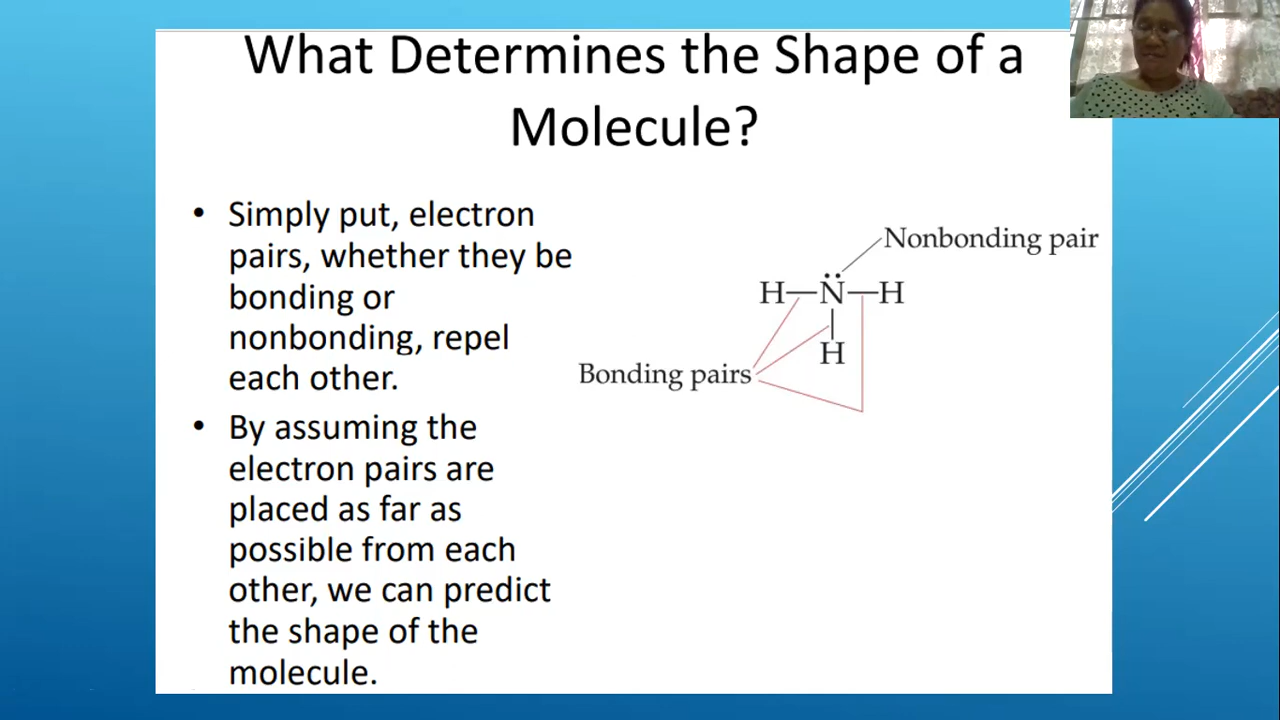 What Determines the Shape of a
Molecule?
• Simply put, electron
pairs, whether they be
bonding or
nonbonding, repel
each other.
• By assuming the
electron pairs are
placed as far as
possible from each
other, we can predict
the shape of the
molecule.
Nonbonding pair
H—N̈—H
H
Bonding pairs